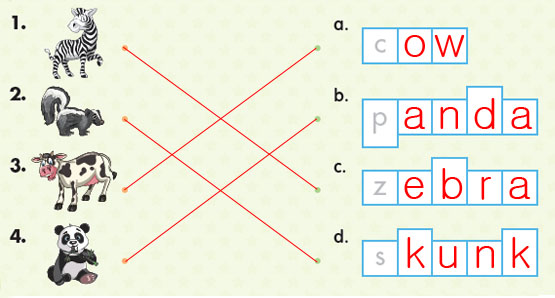 1. a. cow
2. b. panda
3. c. zebra
4. d. skunk